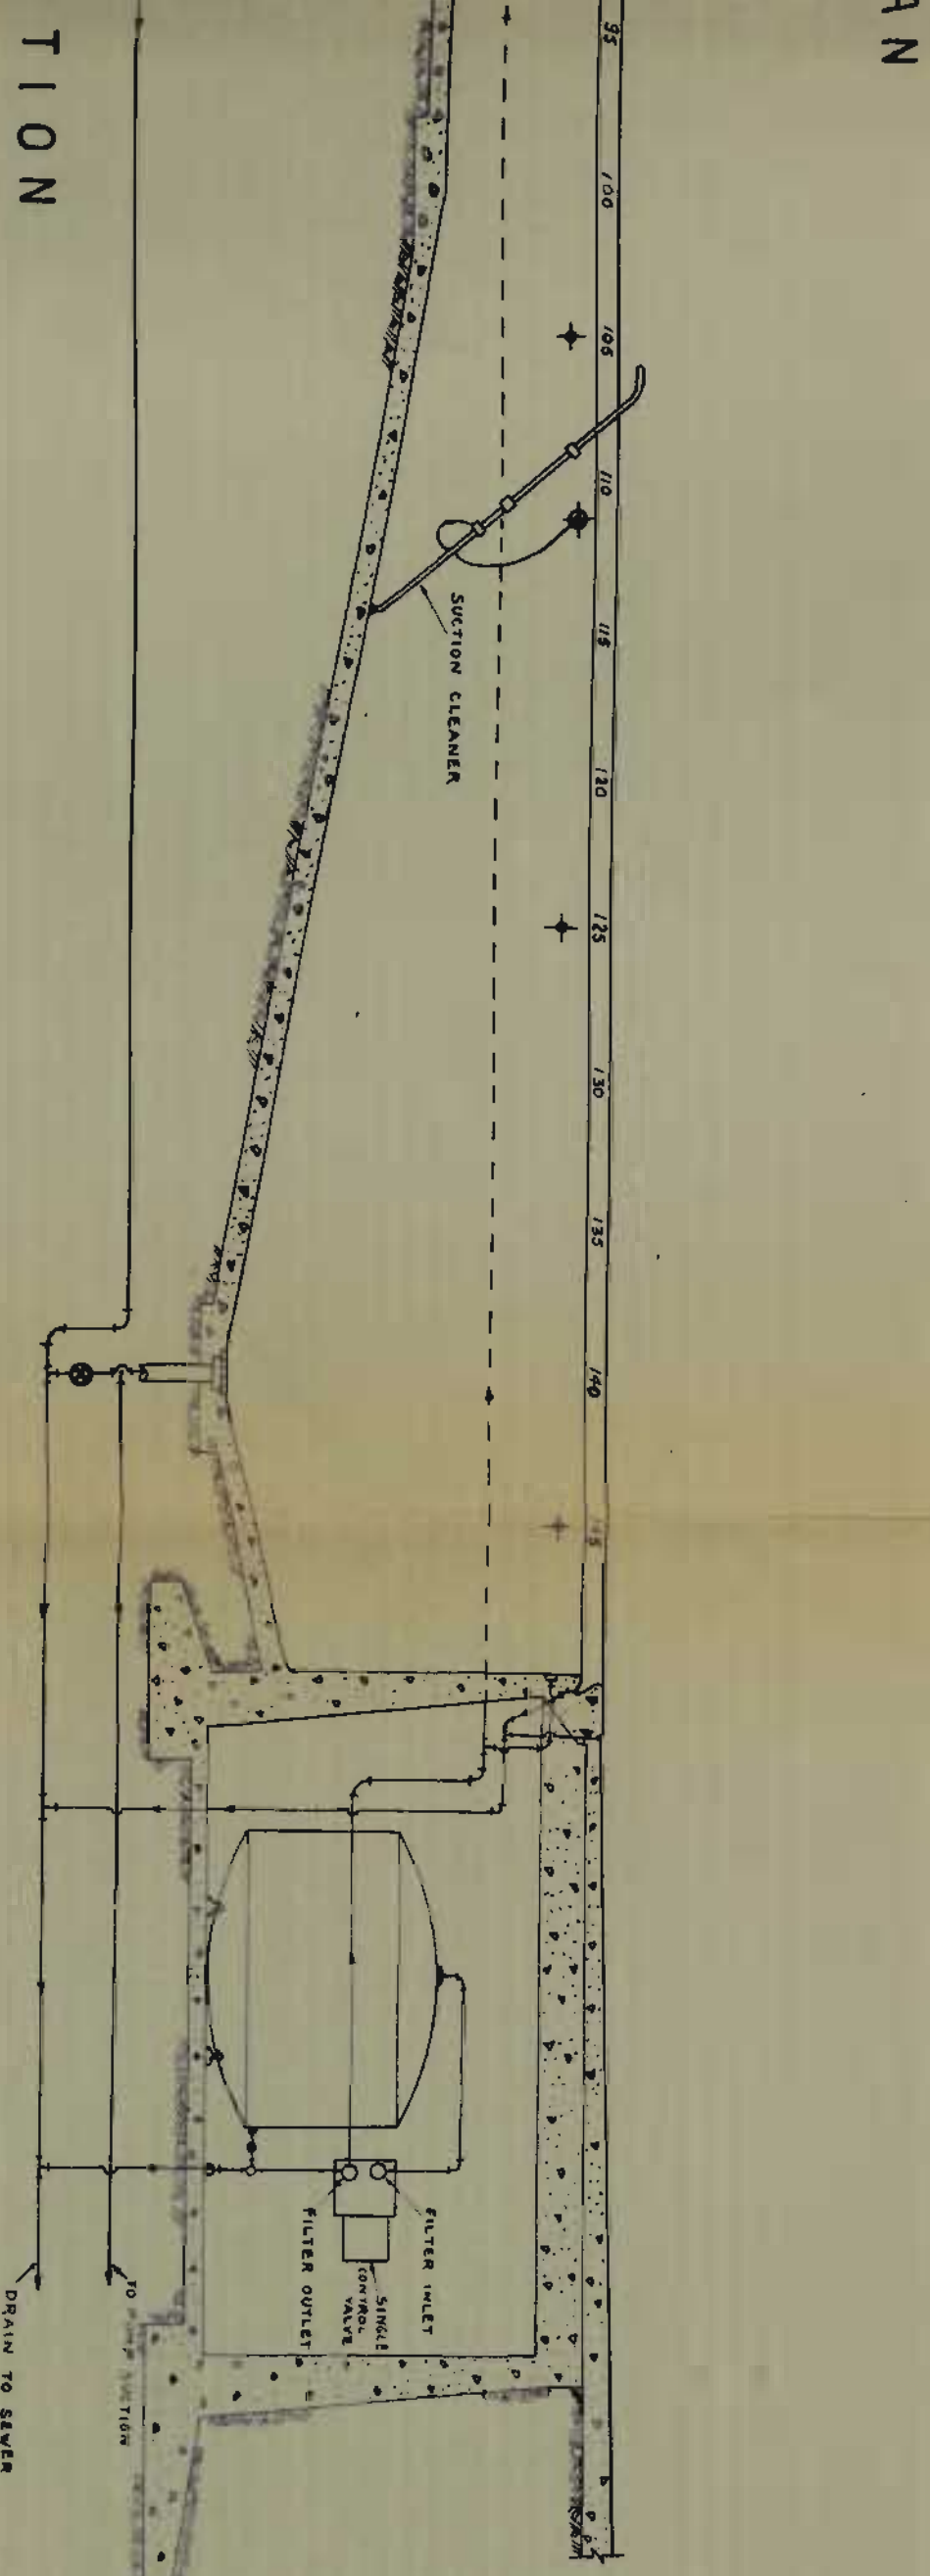 AN
95 100 105 110 115 120 125 130 135 140 145
SUCTION CLEANER
FILTER INLET
SINGLE
CONTROL
VALVE
FILTER OUTLET
TO PUMP SUCTION
DRAIN TO SEWER
TION